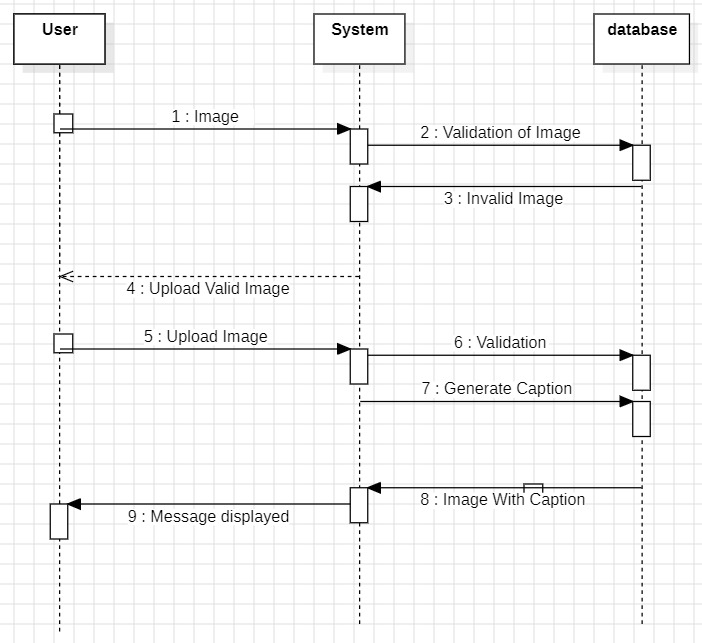 User
System
database
1 : Image
2 : Validation of Image
3 : Invalid Image
4 : Upload Valid Image
5 : Upload Image
6 : Validation
7 : Generate Caption
8 : Image With Caption
9 : Message displayed